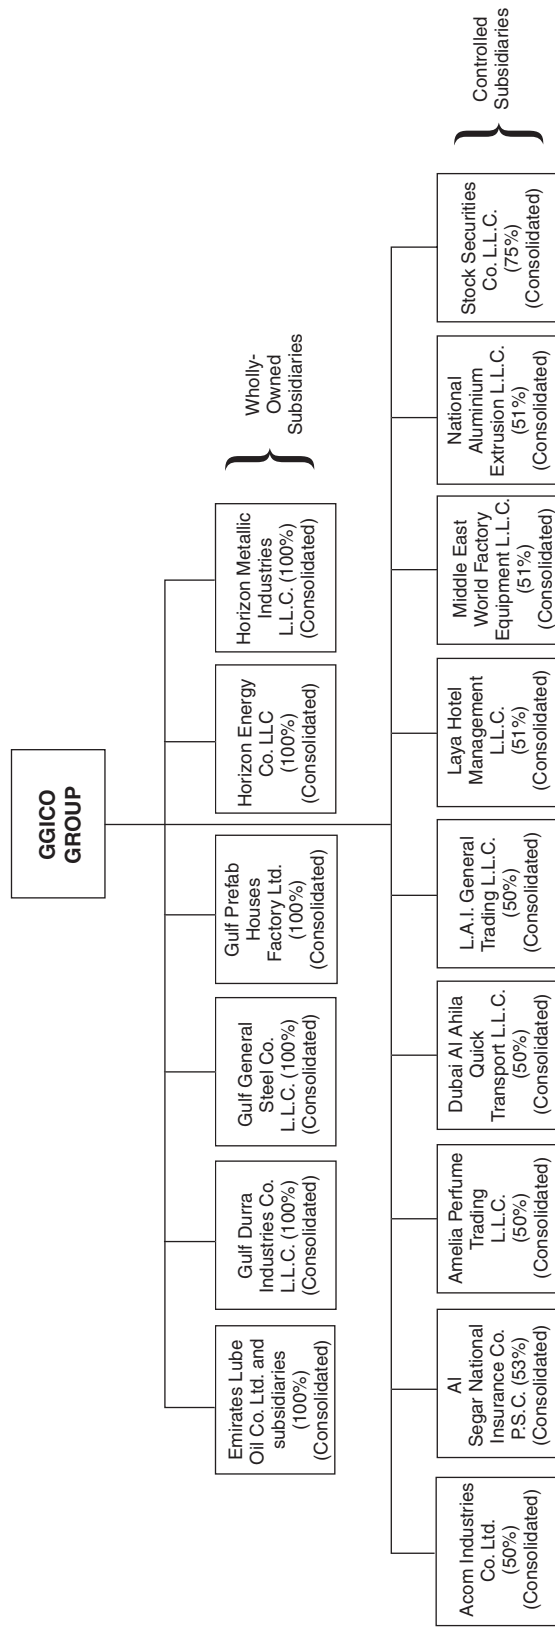 GGICO
GROUP
Emirates Lube
Oil Co. Ltd. and
subsidiaries
(100%)
(Consolidated)
Gulf Durra
Industries Co.
L.L.C. (100%)
(Consolidated)
Gulf General
Steel Co.
L.L.C. (100%)
(Consolidated)
Gulf Prefab
Houses
Factory Ltd.
(100%)
(Consolidated)
Horizon Energy
Co. LLC
(100%)
(Consolidated)
Horizon Metallic
Industries
L.L.C. (100%)
(Consolidated)
Wholly-
Owned
Subsidiaries
Acom Industries
Co. Ltd.
(50%)
(Consolidated)
Al
Segar National
Insurance Co.
P.S.C. (53%)
(Consolidated)
Amelia Perfume
Trading
L.L.C.
(50%)
(Consolidated)
Dubai Al Ahila
Quick
Transport L.L.C.
(50%)
(Consolidated)
L.A.I. General
Trading L.L.C.
(50%)
(Consolidated)
Laya Hotel
Management
L.L.C.
(51%)
(Consolidated)
Middle East
World Factory
Equipment L.L.C.
(51%)
(Consolidated)
National
Aluminium
Extrusion L.L.C.
(51%)
(Consolidated)
Stock Securities
Co. L.L.C.
(75%)
(Consolidated)
Controlled
Subsidiaries